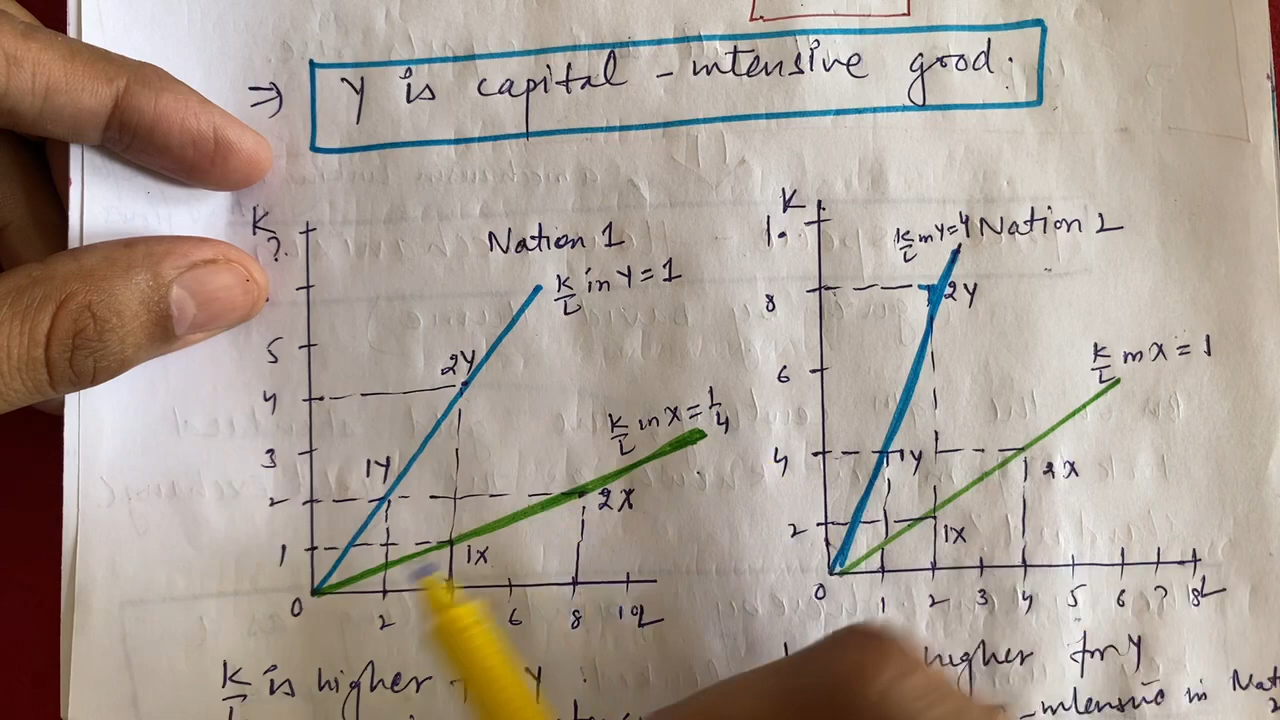 ⇒ Y is capital - intensive good.
Nation 1
K
K/L in Y = 1
5
4
3
2
1
0
2
6
8
10
L
2Y
1Y
K/L in X = 1/4
2X
1X
Nation 2
K
K/L in Y = 4
8
6
4
2
0
1
2
3
4
5
6
7
8
L
2Y
1Y
K/L in X = 1
2X
1X
K/L is higher Y
higher for Y
-intensive in